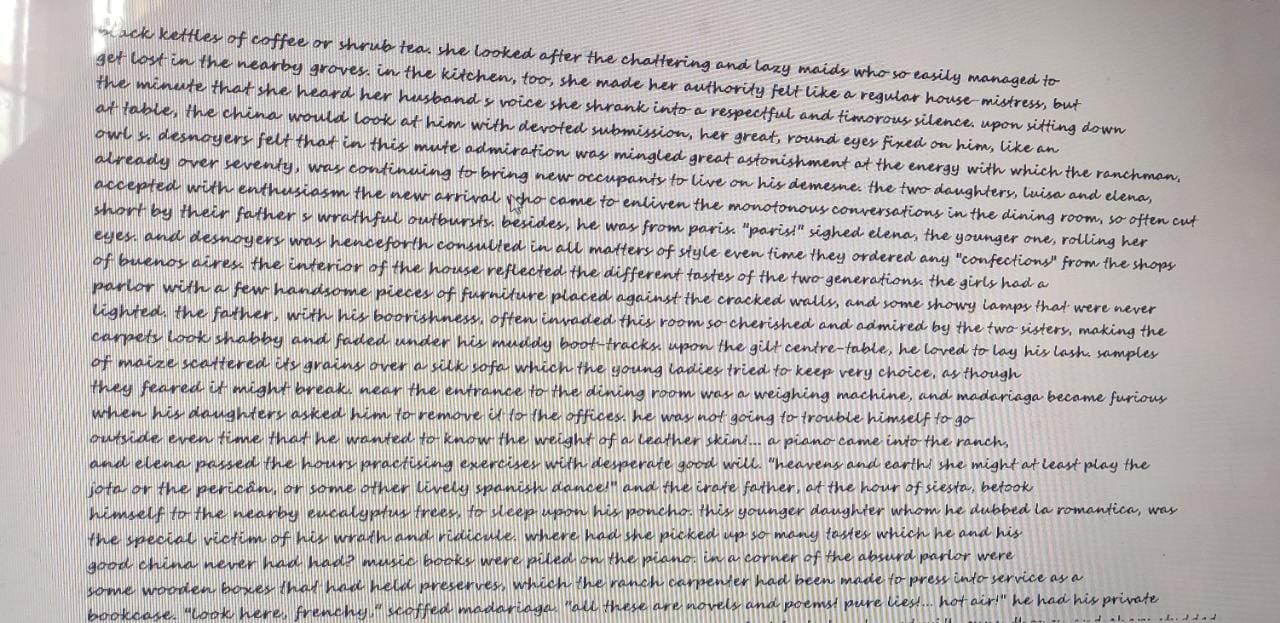 black kettles of coffee or shrub tea. she looked after the chattering and lazy maids who so easily managed to
get lost in the nearby groves. in the kitchen, too, she made her authority felt like a regular house-mistress, but
the minute that she heard her husband s voice she shrank into a respectful and timorous silence. upon sitting down
at table, the china would look at him with devoted submission, her great, round eyes fixed on him, like an
owl s. desnoyers felt that in this mute admiration was mingled great astonishment at the energy with which the ranchman,
already over seventy, was continuing to bring new occupants to live on his demesne. the two daughters, luisa and elena,
accepted with enthusiasm the new arrival who came to enliven the monotonous conversations in the dining room, so often cut
short by their father s wrathful outbursts. besides, he was from paris. "paris!" sighed elena, the younger one, rolling her
eyes. and desnoyers was henceforth consulted in all matters of style even time they ordered any "confections" from the shops
of buenos aires. the interior of the house reflected the different tastes of the two generations. the girls had a
parlor with a few handsome pieces of furniture placed against the cracked walls, and some showy lamps that were never
lighted. the father, with his boorishness, often invaded this room so cherished and admired by the two sisters, making the
carpets look shabby and faded under his muddy boot-tracks. upon the gilt centre-table, he loved to lay his lash. samples
of maize scattered its grains over a silk sofa which the young ladies tried to keep very choice, as though
they feared it might break. near the entrance to the dining room was a weighing machine, and madariaga became furious
when his daughters asked him to remove it to the offices. he was not going to trouble himself to go
outside even time that he wanted to know the weight of a leather skin!... a piano came into the ranch,
and elena passed the hours practising exercises with desperate good will. "heavens and earth! she might at least play the
jota or the pericân, or some other lively spanish dance!" and the irate father, at the hour of siesta, betook
himself to the nearby eucalyptus trees, to sleep upon his poncho. this younger daughter whom he dubbed la romantica, was
the special victim of his wrath and ridicule. where had she picked up so many tastes which he and his
good china never had had? music books were piled on the piano. in a corner of the absurd parlor were
some wooden boxes that had held preserves, which the ranch carpenter had been made to press into service as a
bookcase. "look here, frenchy," scoffed madariaga. "all these are novels and poems! pure lies!... hot air!" he had his private